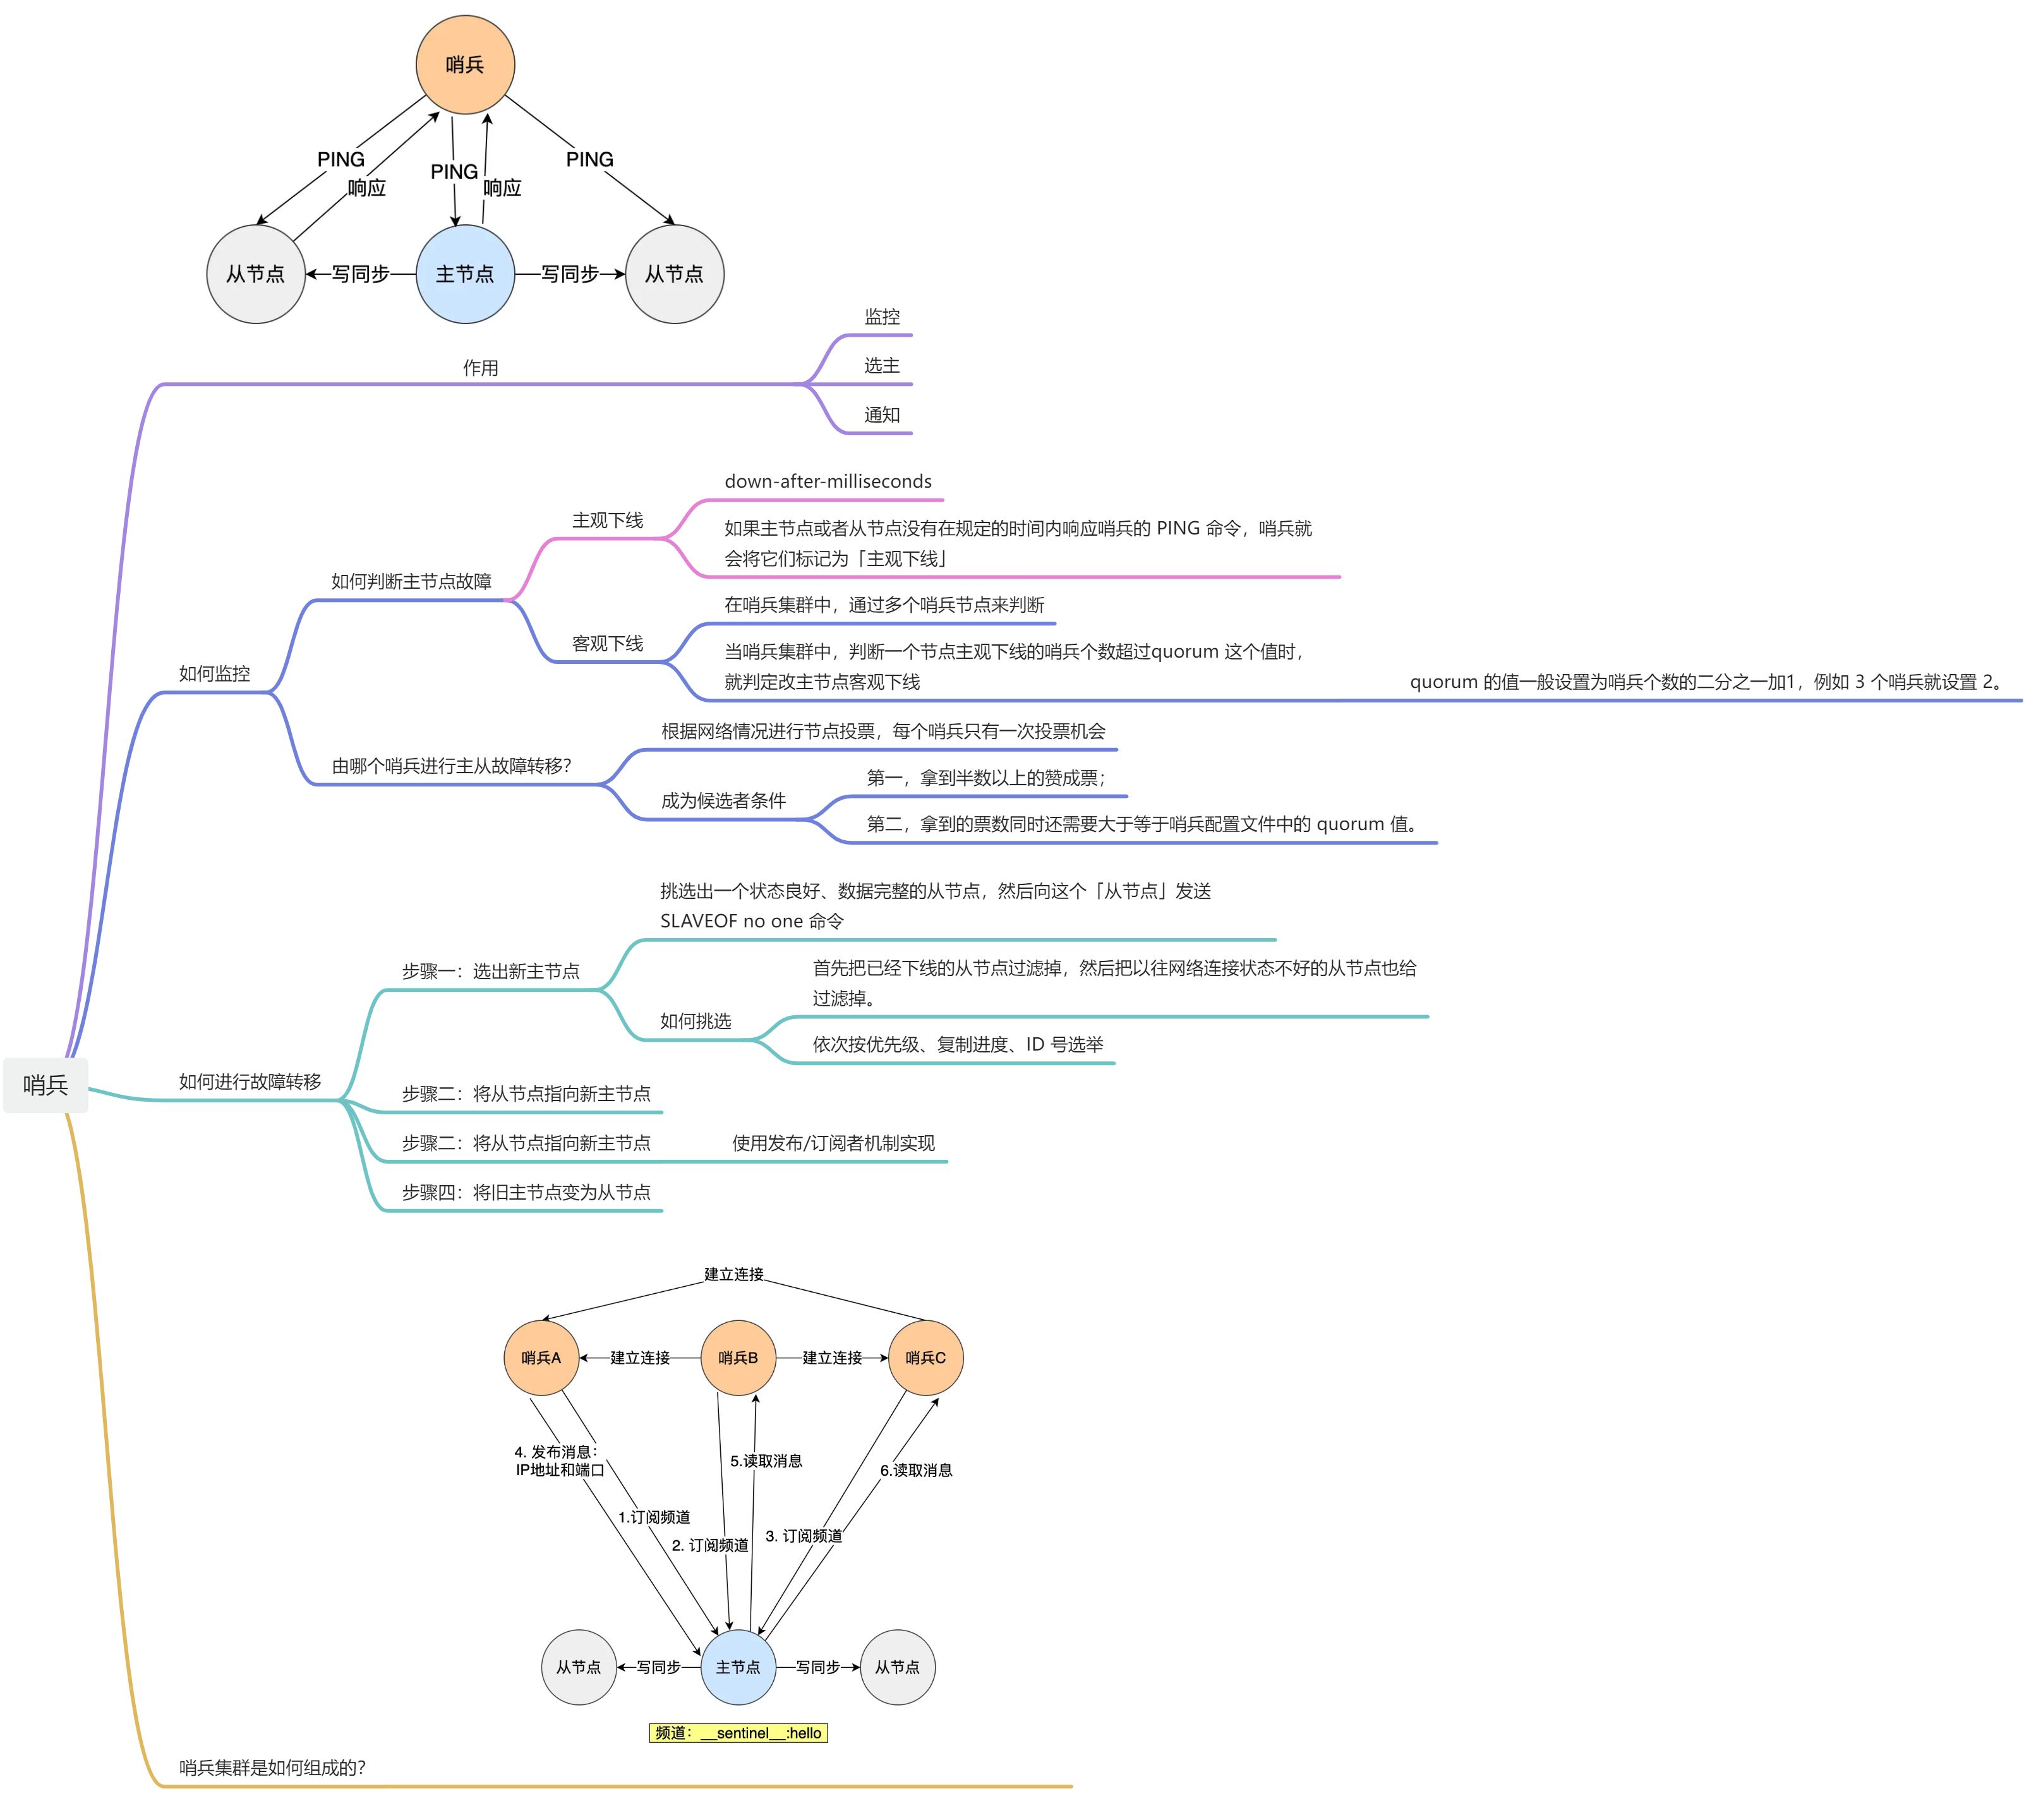 哨兵
PING
PING
PING
响应
响应
从节点
写同步
主节点
写同步
从节点
作用
监控
选主
通知
如何监控
如何判断主节点故障
主观下线
down-after-milliseconds
如果主节点或者从节点没有在规定的时间内响应哨兵的 PING 命令，哨兵就
会将它们标记为「主观下线」
客观下线
在哨兵集群中，通过多个哨兵节点来判断
当哨兵集群中，判断一个节点主观下线的哨兵个数超过quorum 这个值时，
就判定改主节点客观下线
quorum 的值一般设置为哨兵个数的二分之一加1，例如 3 个哨兵就设置 2。
由哪个哨兵进行主从故障转移？
根据网络情况进行节点投票，每个哨兵只有一次投票机会
成为候选者条件
第一，拿到半数以上的赞成票；
第二，拿到的票数同时还需要大于等于哨兵配置文件中的 quorum 值。
哨兵
如何进行故障转移
步骤一：选出新主节点
挑选出一个状态良好、数据完整的从节点，然后向这个「从节点」发送
SLAVEOF no one 命令
如何挑选
首先把已经下线的从节点过滤掉，然后把以往网络连接状态不好的从节点也给
过滤掉。
依次按优先级、复制进度、ID 号选举
步骤二：将从节点指向新主节点
步骤二：将从节点指向新主节点
使用发布/订阅者机制实现
步骤四：将旧主节点变为从节点
建立连接
哨兵A
建立连接
哨兵B
建立连接
哨兵C
4. 发布消息：
IP地址和端口
5.读取消息
6.读取消息
1.订阅频道
2. 订阅频道
3. 订阅频道
从节点
写同步
主节点
写同步
从节点
频道：__sentinel__:hello
哨兵集群是如何组成的？